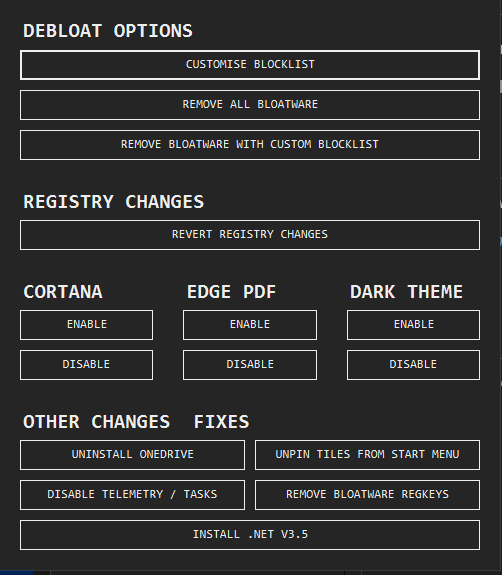 DEBLOAT OPTIONS
CUSTOMISE BLOCKLIST
REMOVE ALL BLOATWARE
REMOVE BLOATWARE WITH CUSTOM BLOCKLIST
REGISTRY CHANGES
REVERT REGISTRY CHANGES
CORTANA EDGE PDF DARK THEME
ENABLE ENABLE ENABLE
DISABLE DISABLE DISABLE
OTHER CHANGES  FIXES
UNINSTALL ONEDRIVE UNPIN TILES FROM START MENU
DISABLE TELEMETRY / TASKS REMOVE BLOATWARE REGKEYS
INSTALL .NET V3.5